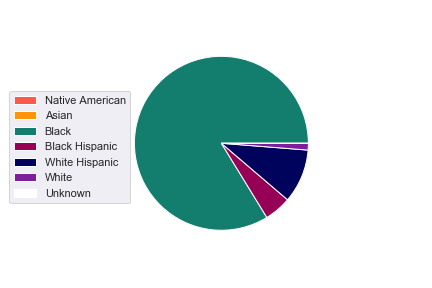 Native American
Asian
Black
Black Hispanic
White Hispanic
White
Unknown